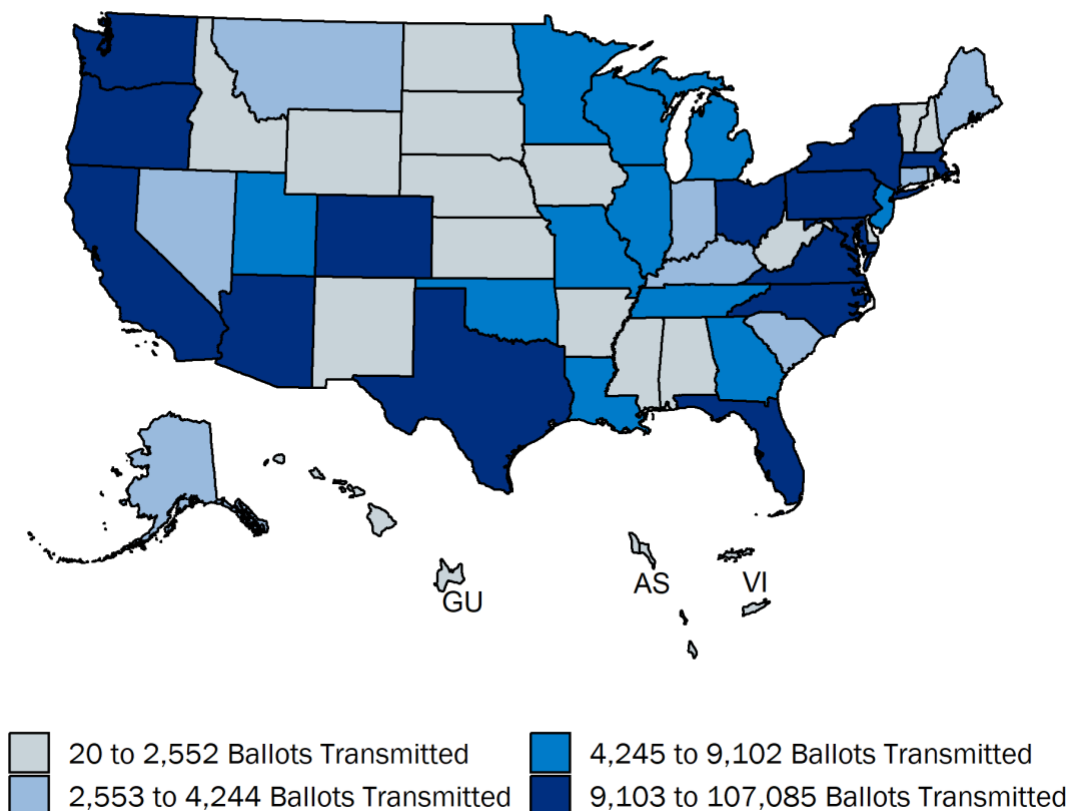 GU
AS
VI
20 to 2,552 Ballots Transmitted
4,245 to 9,102 Ballots Transmitted
2,553 to 4,244 Ballots Transmitted
9,103 to 107,085 Ballots Transmitted